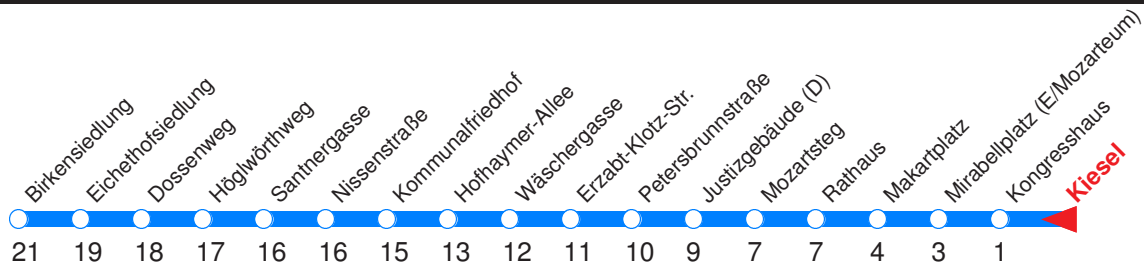 Birkensiedlung
Eichethofsiedlung
Dossenweg
Höglwörthweg
Santnergasse
Nissenstraße
Kommunalfriedhof
Hofhaymer-Allee
Wäschergasse
Erzabt-Klotz-Str.
Petersbrunnstraße
Justizgebäude (D)
Mozartsteg
Rathaus
Makartplatz
Mirabellplatz (E/Mozarteum)
Kongresshaus
Kiesel
21 19 18 17 16 16 15 13 12 11 10 9 7 7 4 3 1